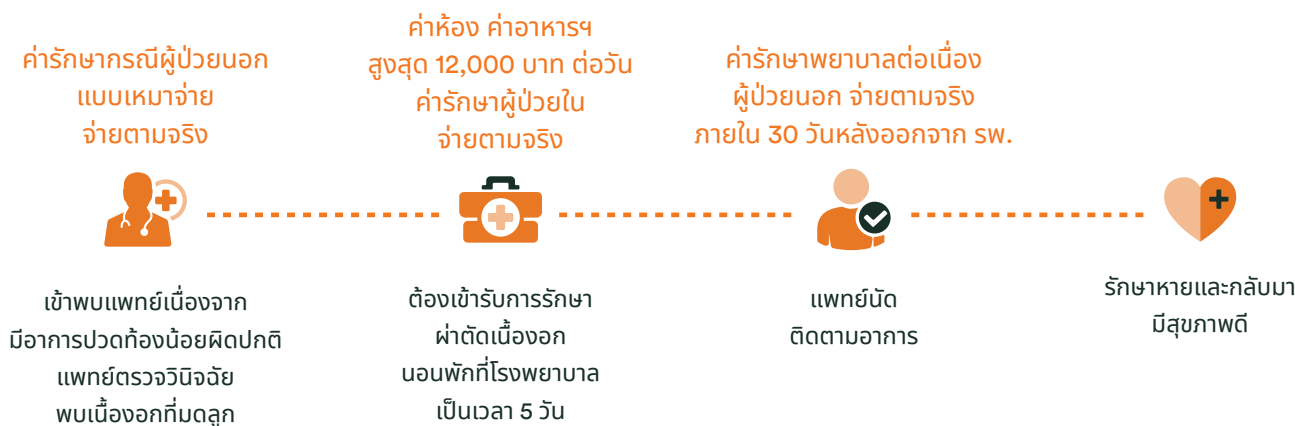 ค่ารักษากรณีผู้ป่วยนอก
แบบเหมาจ่าย
จ่ายตามจริง
ค่าห้อง ค่าอาหารฯ
สูงสุด 12,000 บาท ต่อวัน
ค่ารักษาผู้ป่วยใน
จ่ายตามจริง
ค่ารักษาพยาบาลต่อเนื่อง
ผู้ป่วยนอก จ่ายตามจริง
ภายใน 30 วันหลังออกจาก รพ.
เข้าพบแพทย์เนื่องจาก
มีอาการปวดท้องน้อยผิดปกติ
แพทย์ตรวจวินิจฉัย
พบเนื้องอกที่มดลูก
ต้องเข้ารับการรักษา
ผ่าตัดเนื้องอก
นอนพักที่โรงพยาบาล
เป็นเวลา 5 วัน
แพทย์นัด
ติดตามอาการ
รักษาหายและกลับมา
มีสุขภาพดี